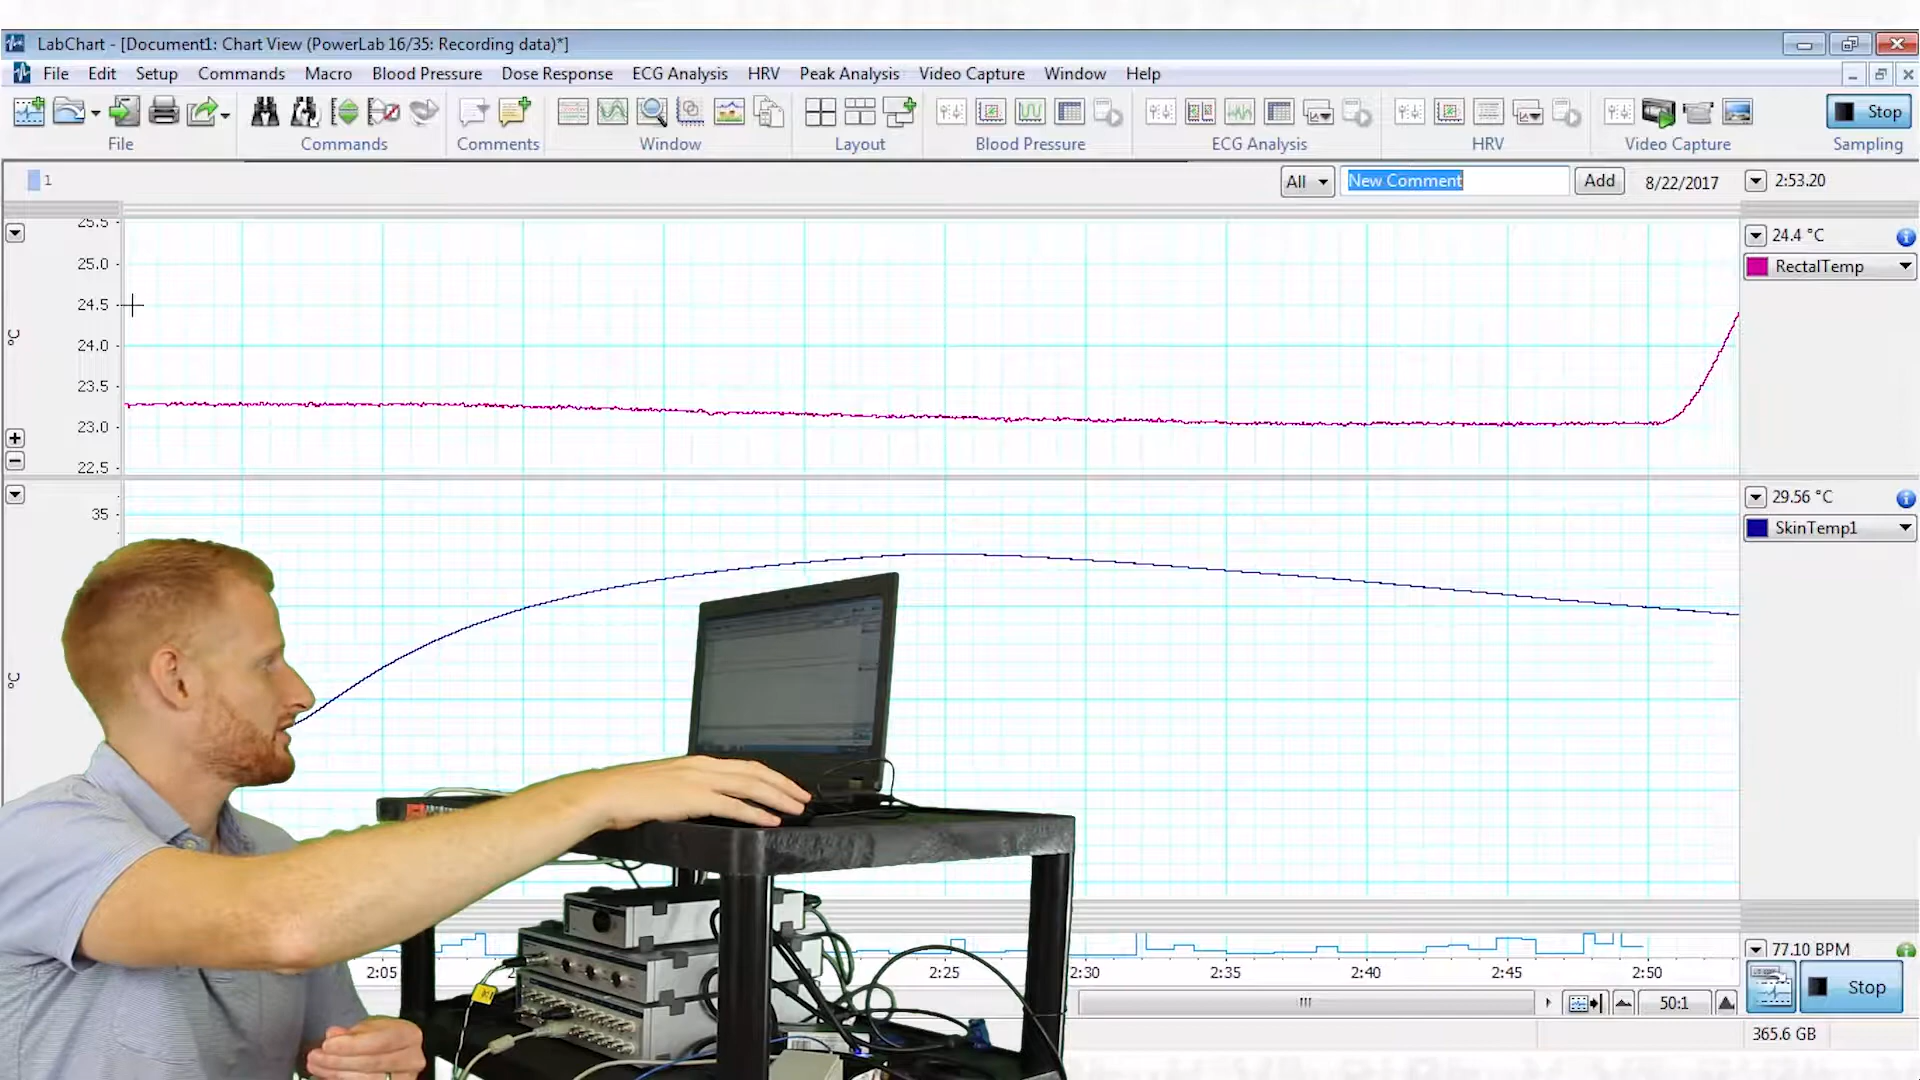 LabChart - [Document1: Chart View (PowerLab 16/35: Recording data)*]
File Edit Setup Commands Macro Blood Pressure Dose Response ECG Analysis HRV Peak Analysis Video Capture Window Help
Stop
File Commands Comments Window Layout Blood Pressure ECG Analysis HRV Video Capture Sampling
1 All New Comment Add 8/22/2017 2:53.20
25.5
25.0
24.5
24.0
23.5
23.0
22.5
°C
24.4 °C
RectalTemp
35
°C
29.56 °C
SkinTemp1
77.10 BPM
2:05 2:25 2:30 2:35 2:40 2:45 2:50
50:1
Stop
365.6 GB